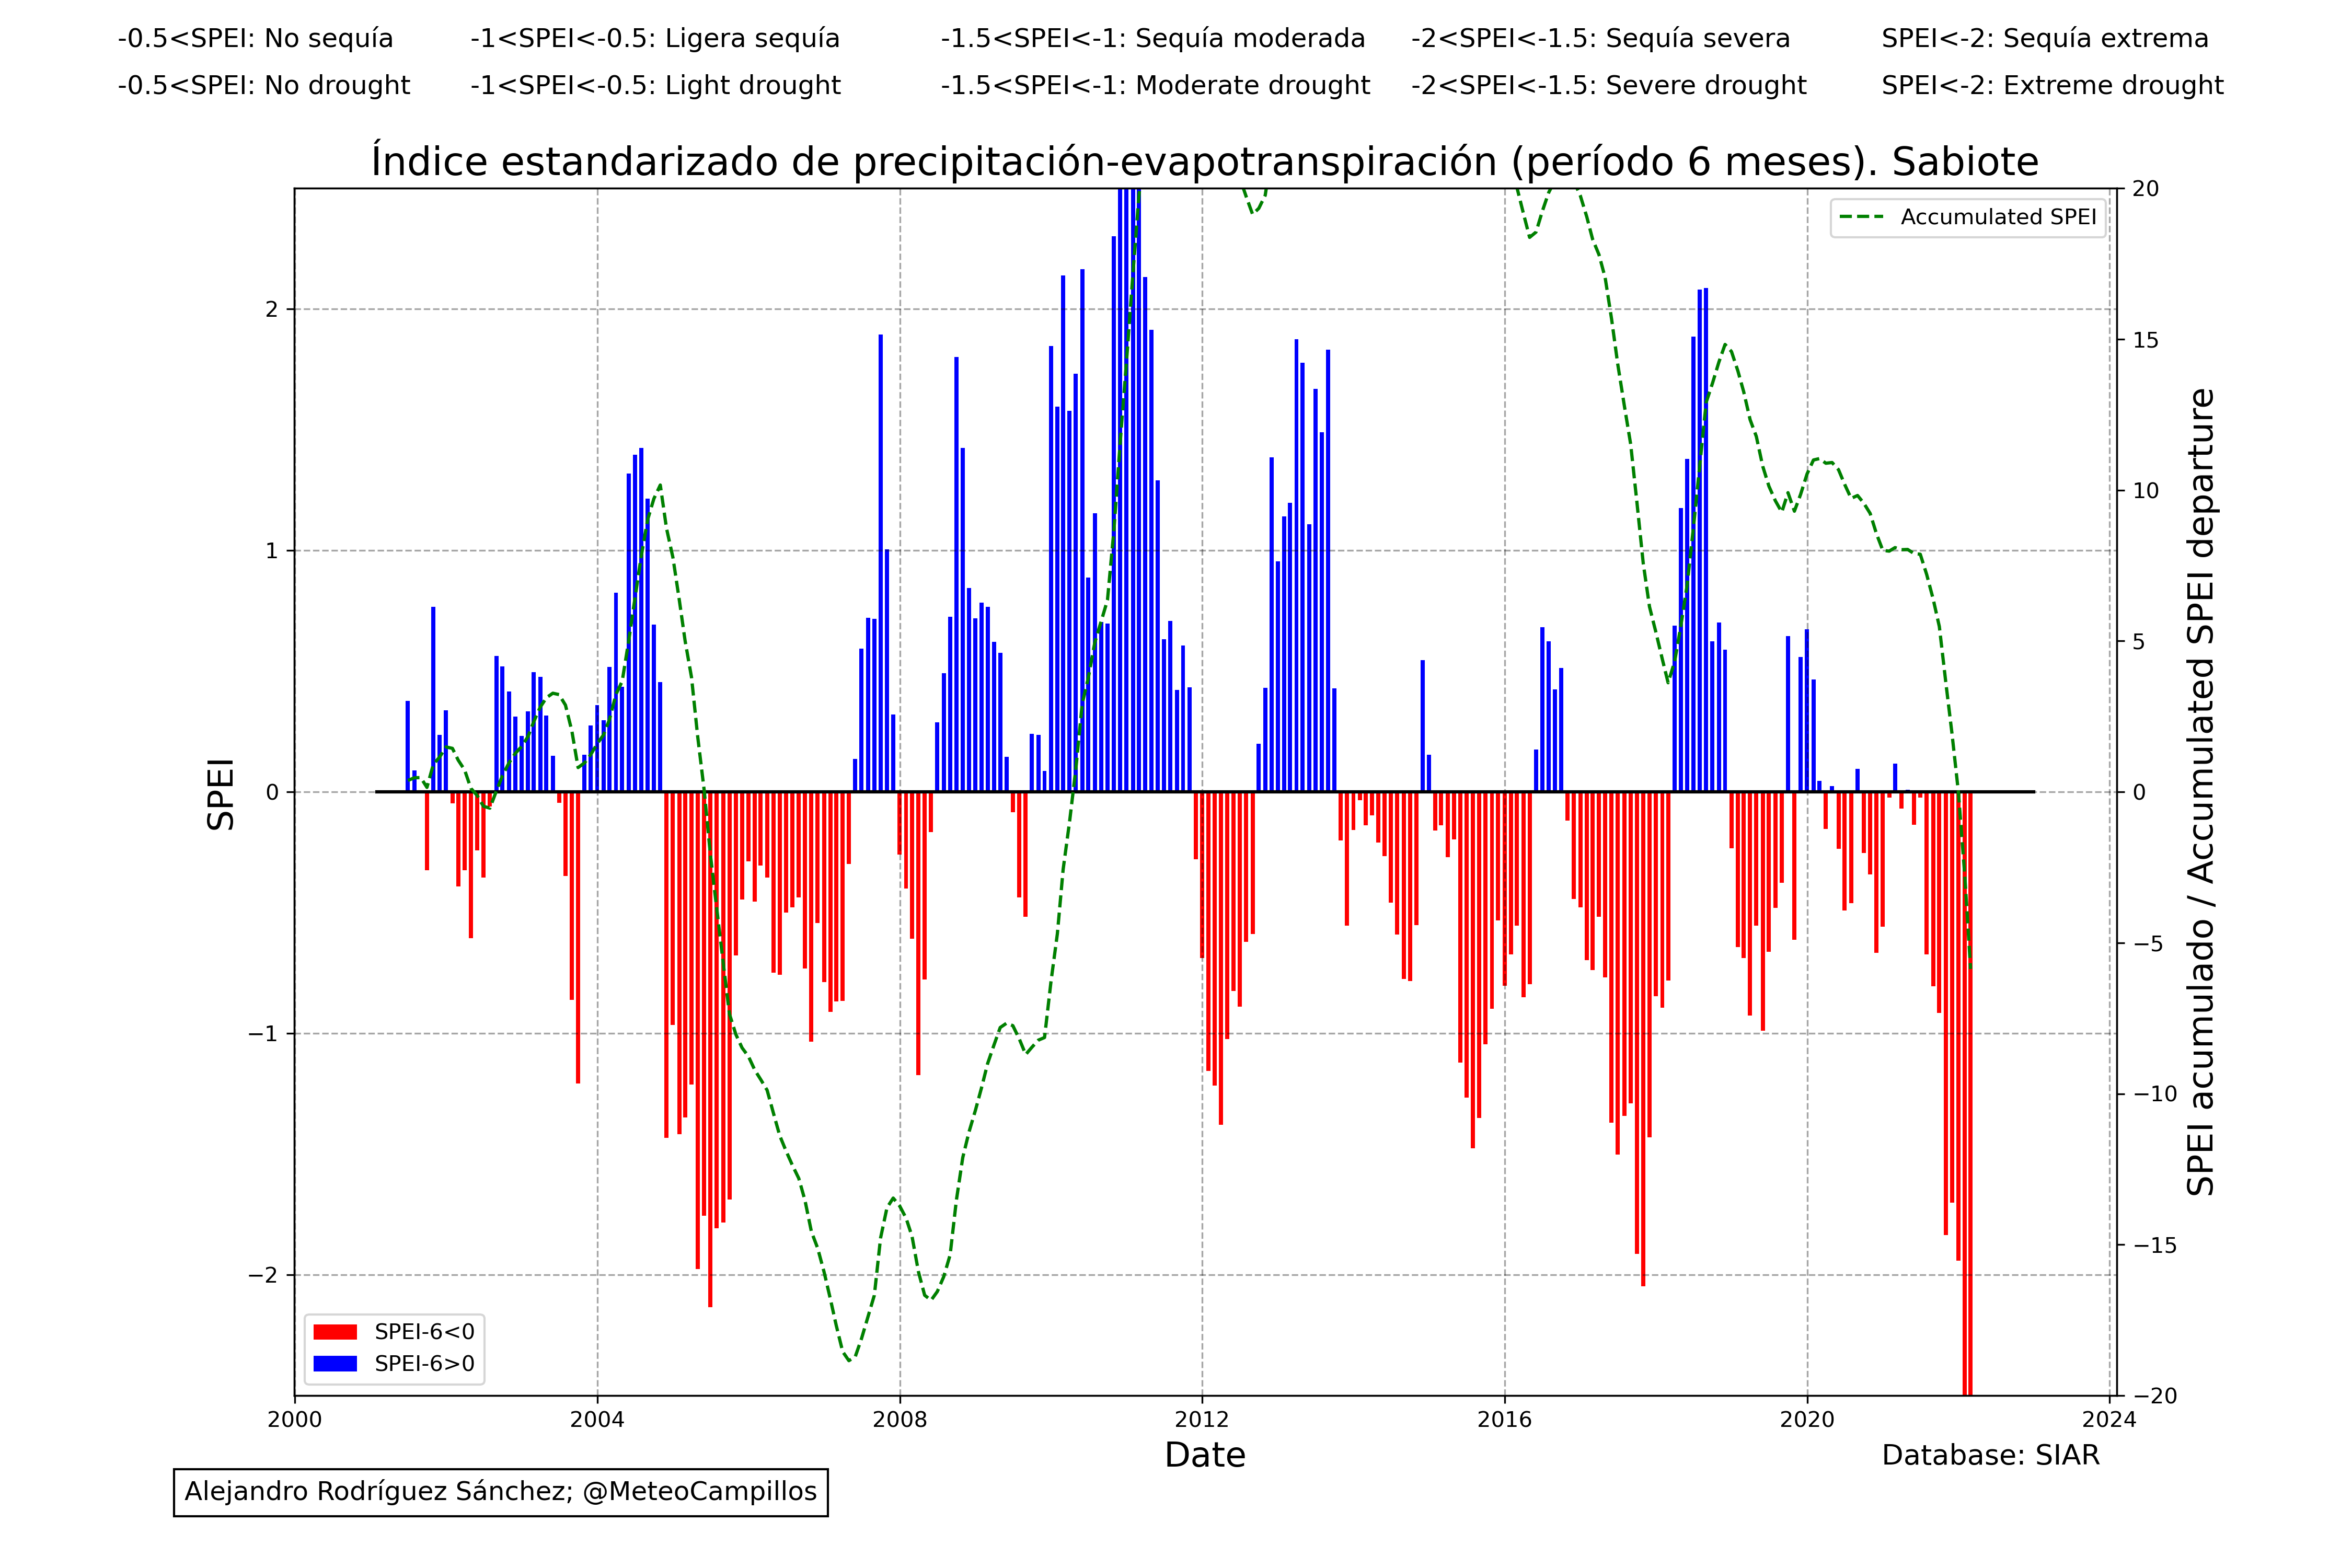 -0.5<SPEI: No sequía -1<SPEI<-0.5: Ligera sequía -1.5<SPEI<-1: Sequía moderada -2<SPEI<-1.5: Sequía severa SPEI<-2: Sequía extrema
-0.5<SPEI: No drought -1<SPEI<-0.5: Light drought -1.5<SPEI<-1: Moderate drought -2<SPEI<-1.5: Severe drought SPEI<-2: Extreme drought
Índice estandarizado de precipitación-evapotranspiración (período 6 meses). Sabiote
Accumulated SPEI
SPEI
2
1
0
−1
−2
20
15
10
5
0
−5
−10
−15
−20
SPEI acumulado / Accumulated SPEI departure
SPEI-6<0
SPEI-6>0
2000 2004 2008 2012 2016 2020 2024
Date
Database: SIAR
Alejandro Rodríguez Sánchez; @MeteoCampillos